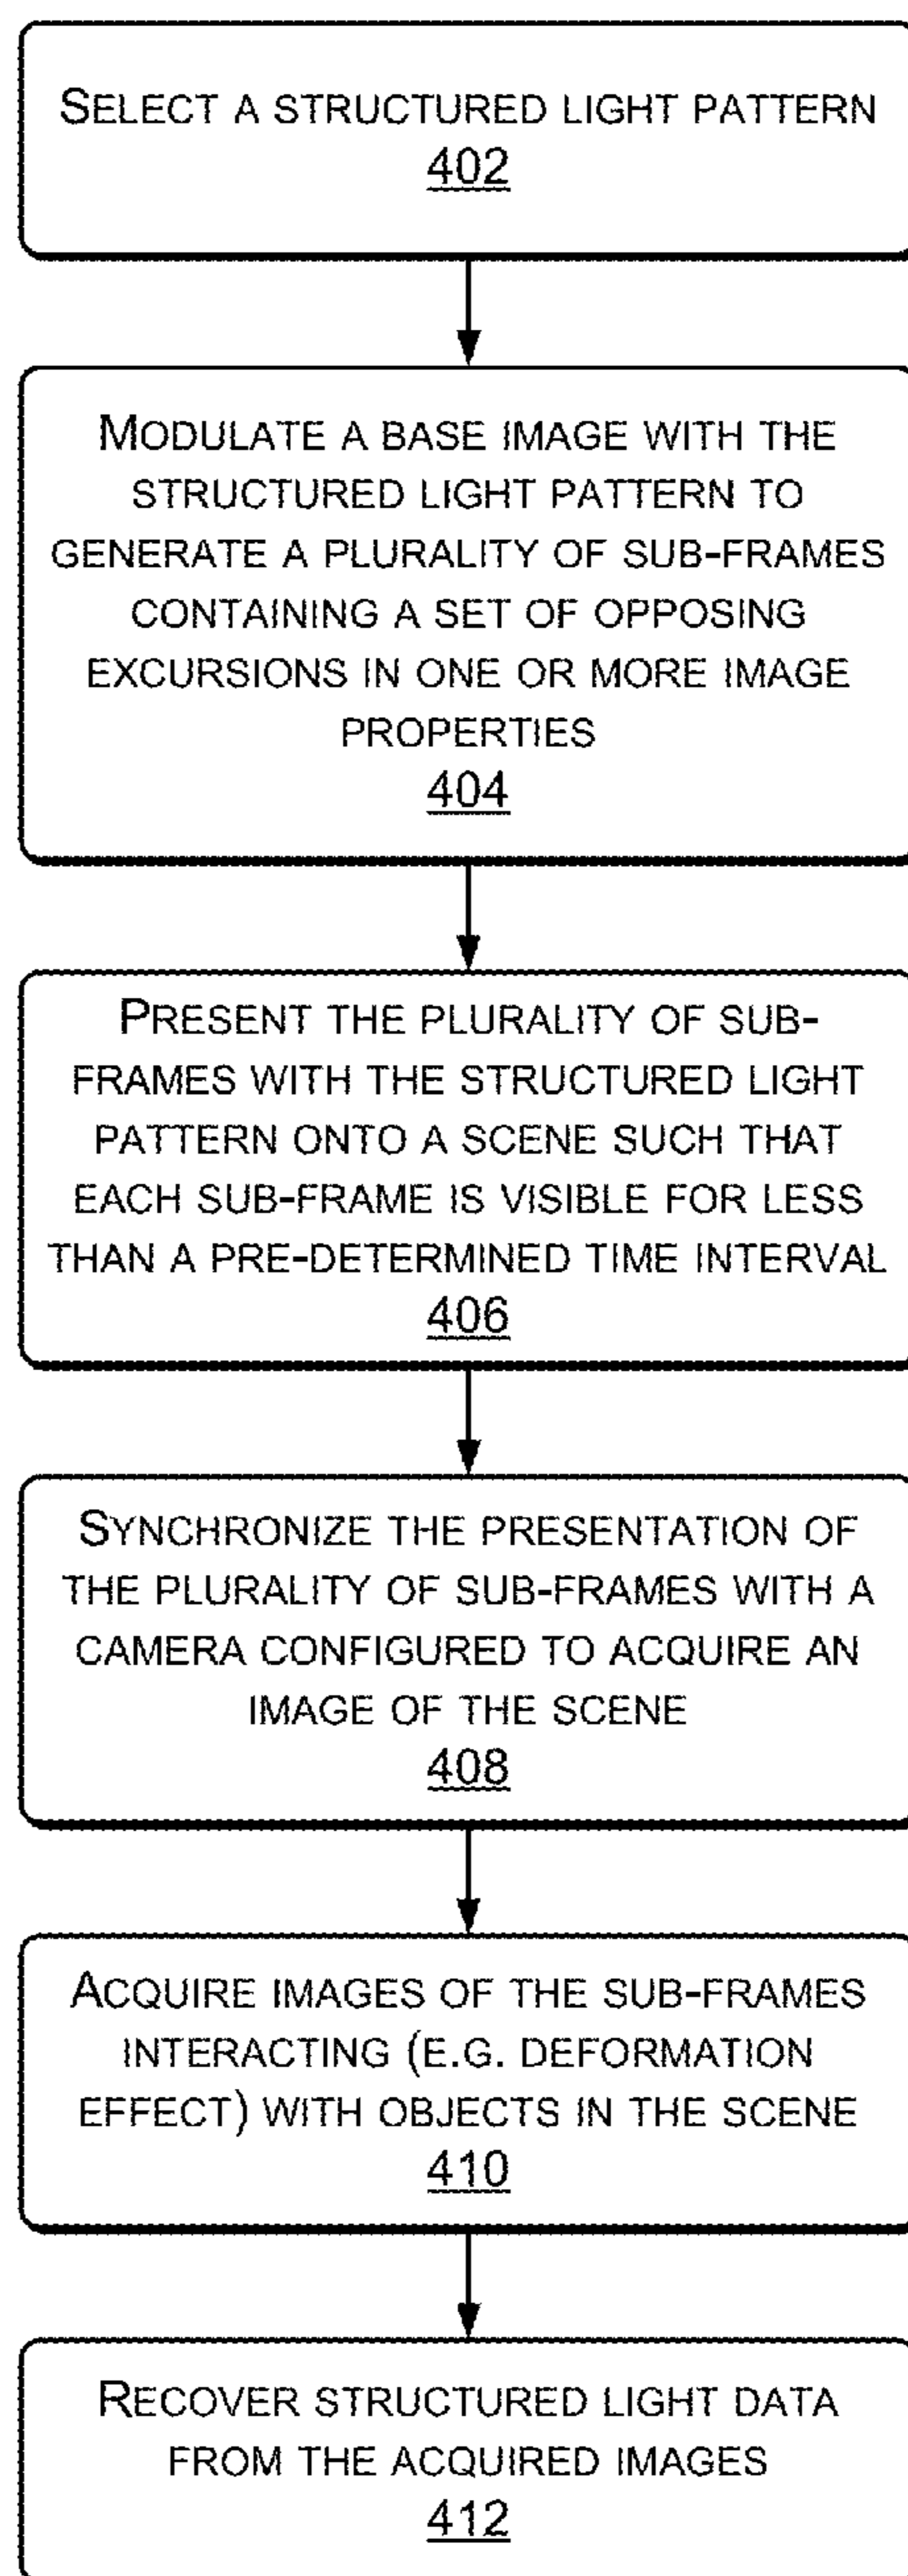 SELECT A STRUCTURED LIGHT PATTERN
402
MODULATE A BASE IMAGE WITH THE
STRUCTURED LIGHT PATTERN TO
GENERATE A PLURALITY OF SUB-FRAMES
CONTAINING A SET OF OPPOSING
EXCURSIONS IN ONE OR MORE IMAGE
PROPERTIES
404
PRESENT THE PLURALITY OF SUB-
FRAMES WITH THE STRUCTURED LIGHT
PATTERN ONTO A SCENE SUCH THAT
EACH SUB-FRAME IS VISIBLE FOR LESS
THAN A PRE-DETERMINED TIME INTERVAL
406
SYNCHRONIZE THE PRESENTATION OF
THE PLURALITY OF SUB-FRAMES WITH A
CAMERA CONFIGURED TO ACQUIRE AN
IMAGE OF THE SCENE
408
ACQUIRE IMAGES OF THE SUB-FRAMES
INTERACTING (E.G. DEFORMATION
EFFECT) WITH OBJECTS IN THE SCENE
410
RECOVER STRUCTURED LIGHT DATA
FROM THE ACQUIRED IMAGES
412